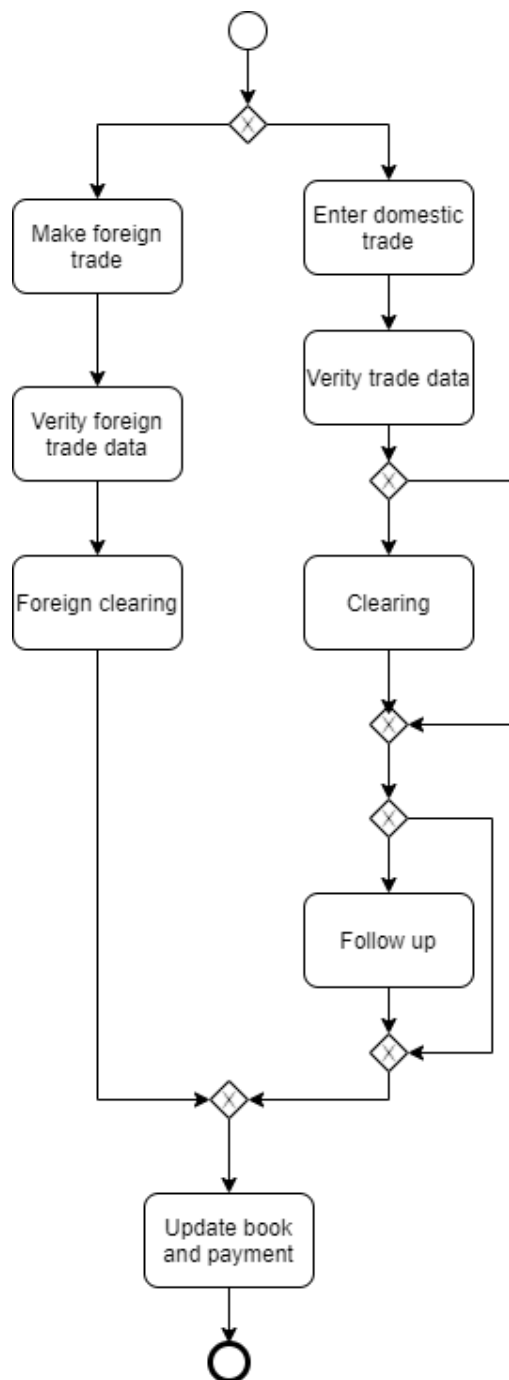 Make foreign
trade
Enter domestic
trade
Verity foreign
trade data
Verity trade data
Foreign clearing
Clearing
Follow up
Update book
and payment